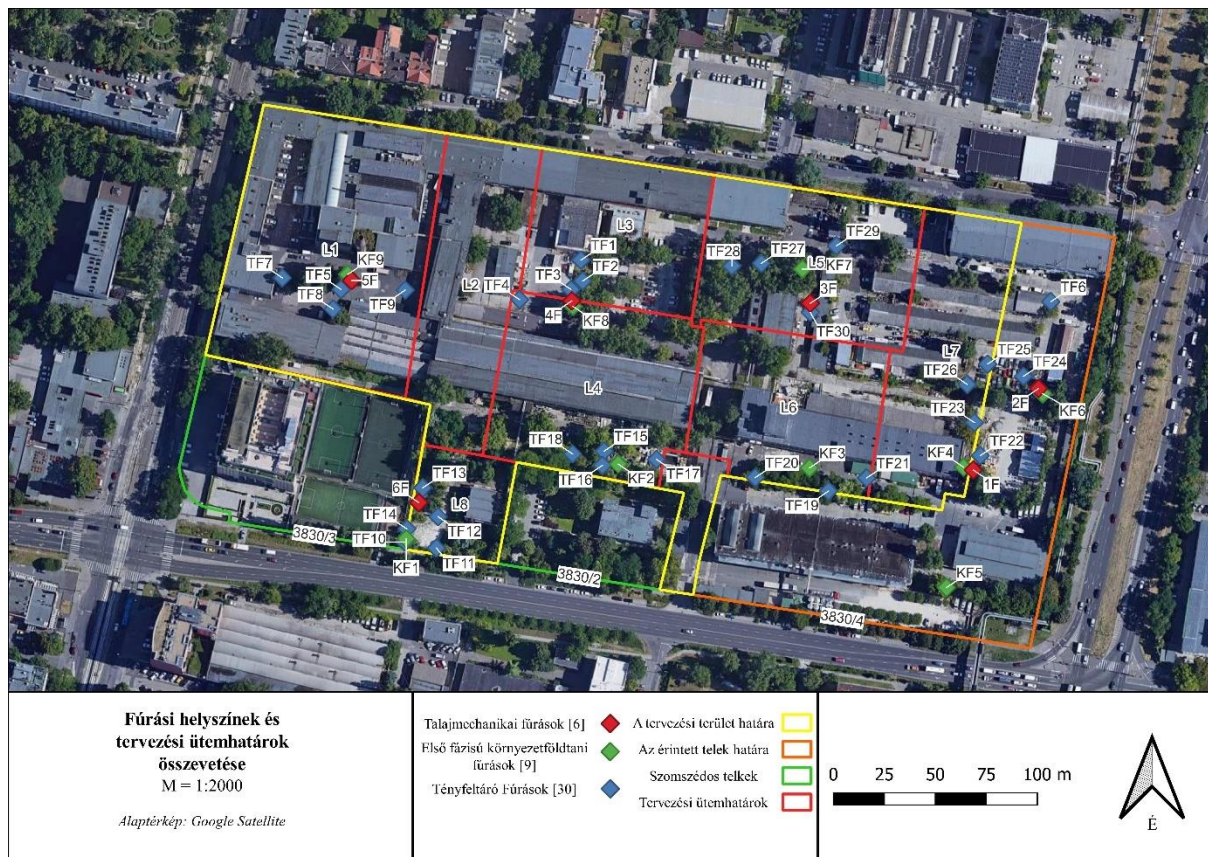 TF29
L3
TF1
TF28
TF27
L5
KF7
L1
KF9
TF7
TF5
5F
TF3
TF2
TF8
TF9
L2
TF4
3F
TF6
4F
KF8
TF30
L7
TF25
TF26
TF24
L4
2F
KF6
L6
TF23
TF18
TF15
TF22
TF16
KF2
TF17
TF20
KF3
KF4
TF21
1F
TF13
6F
L8
TF19
TF14
TF12
TF10
3830/3
KF1
TF11
3830/2
KF5
3830/4
Fúrási helyszínek és
tervezési ütemhatárok
összevetése
M = 1:2000
Alaptérkép: Google Satellite
Talajmechanikai fúrások [6]
Első fázisú környezetföldtani
fúrások [9]
Tényfeltáró Fúrások [30]
A tervezési terület határa
Az érintett telek határa
Szomszédos telkek
Tervezési ütemhatárok
0 25 50 75 100 m
É